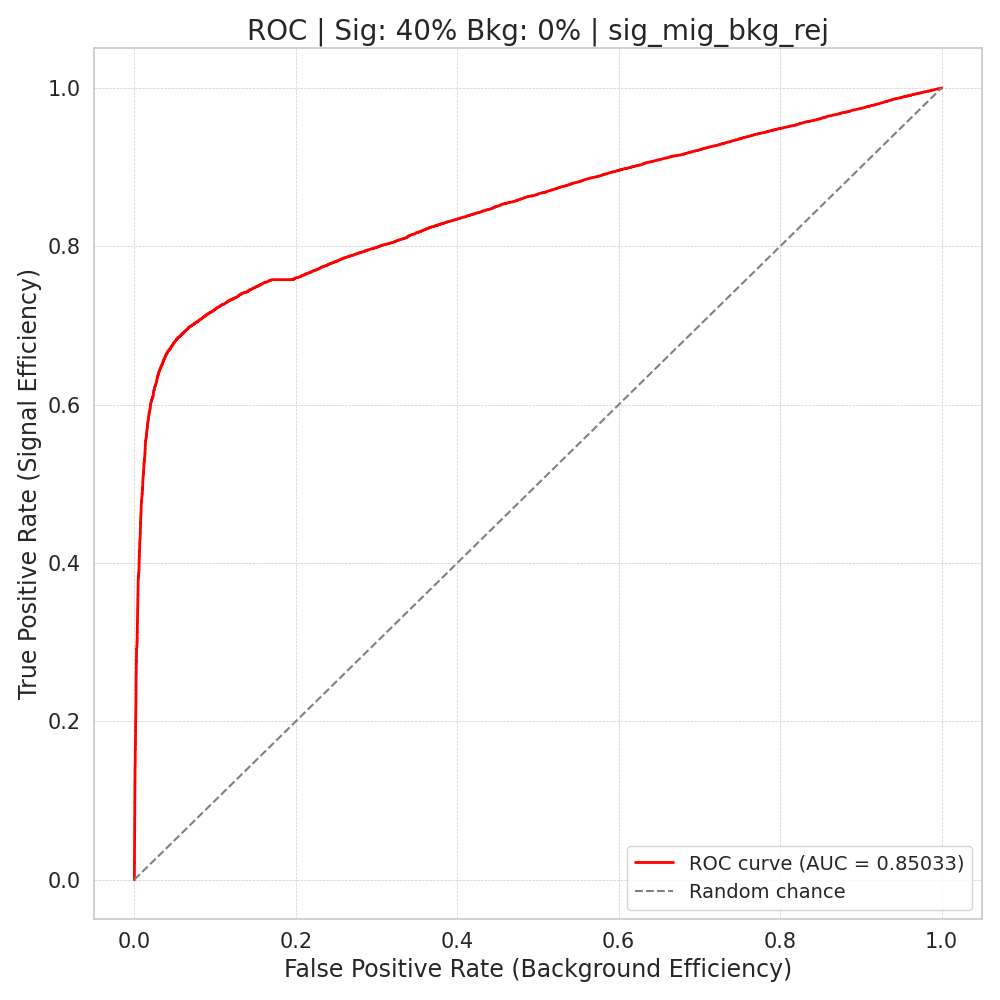 ROC | Sig: 40% Bkg: 0% | sig_mig_bkg_rej
True Positive Rate (Signal Efficiency)
1.0
0.8
0.6
0.4
0.2
0.0
ROC curve (AUC = 0.85033)
Random chance
0.0 0.2 0.4 0.6 0.8 1.0
False Positive Rate (Background Efficiency)